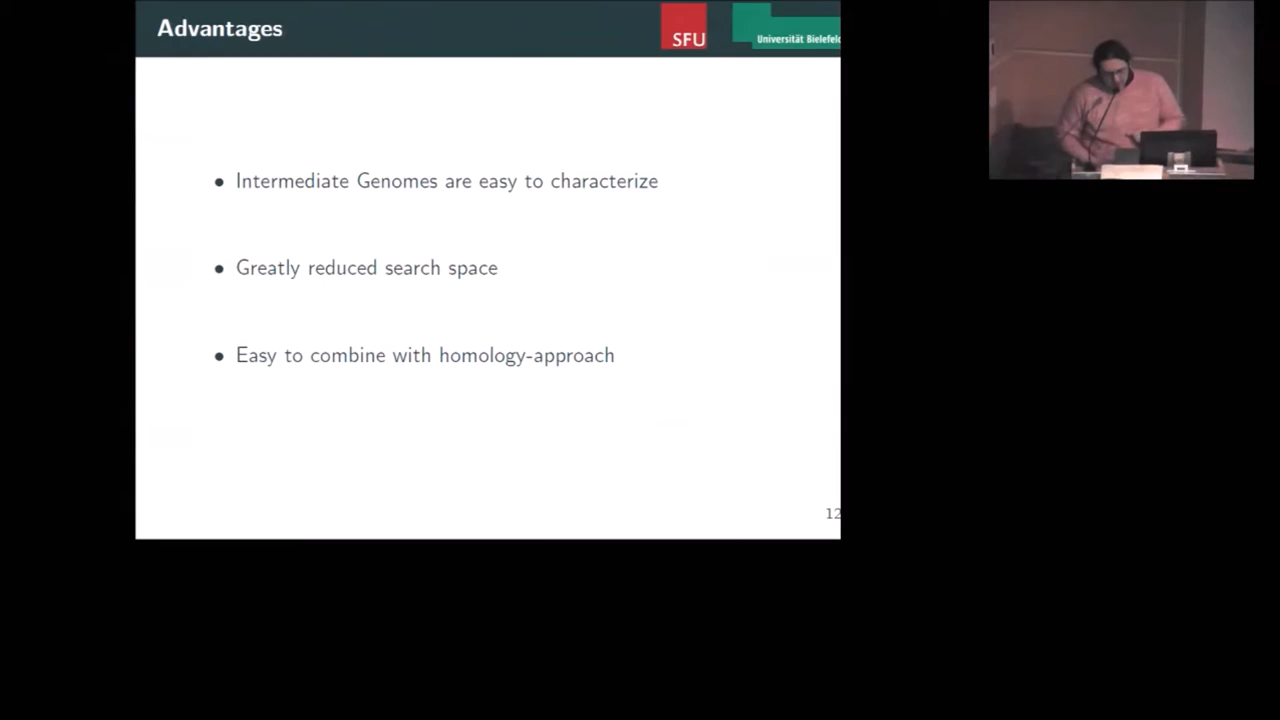 Advantages
SFU
Universität Bielefeld
• Intermediate Genomes are easy to characterize
• Greatly reduced search space
• Easy to combine with homology-approach
12